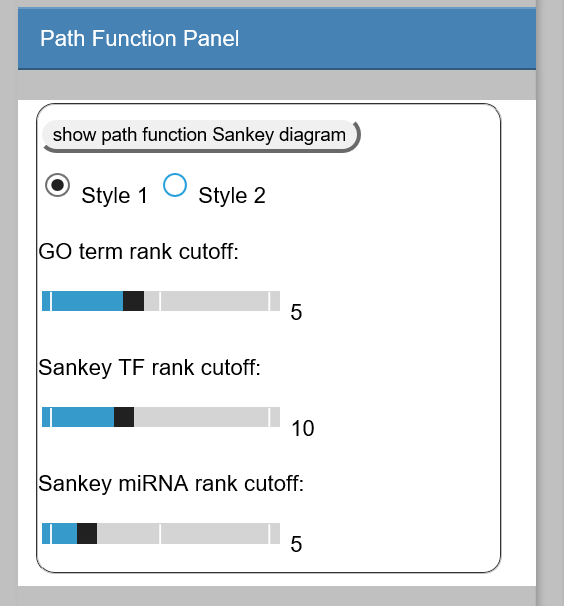 Path Function Panel
show path function Sankey diagram
Style 1 Style 2
GO term rank cutoff:
5
Sankey TF rank cutoff:
10
Sankey miRNA rank cutoff:
5